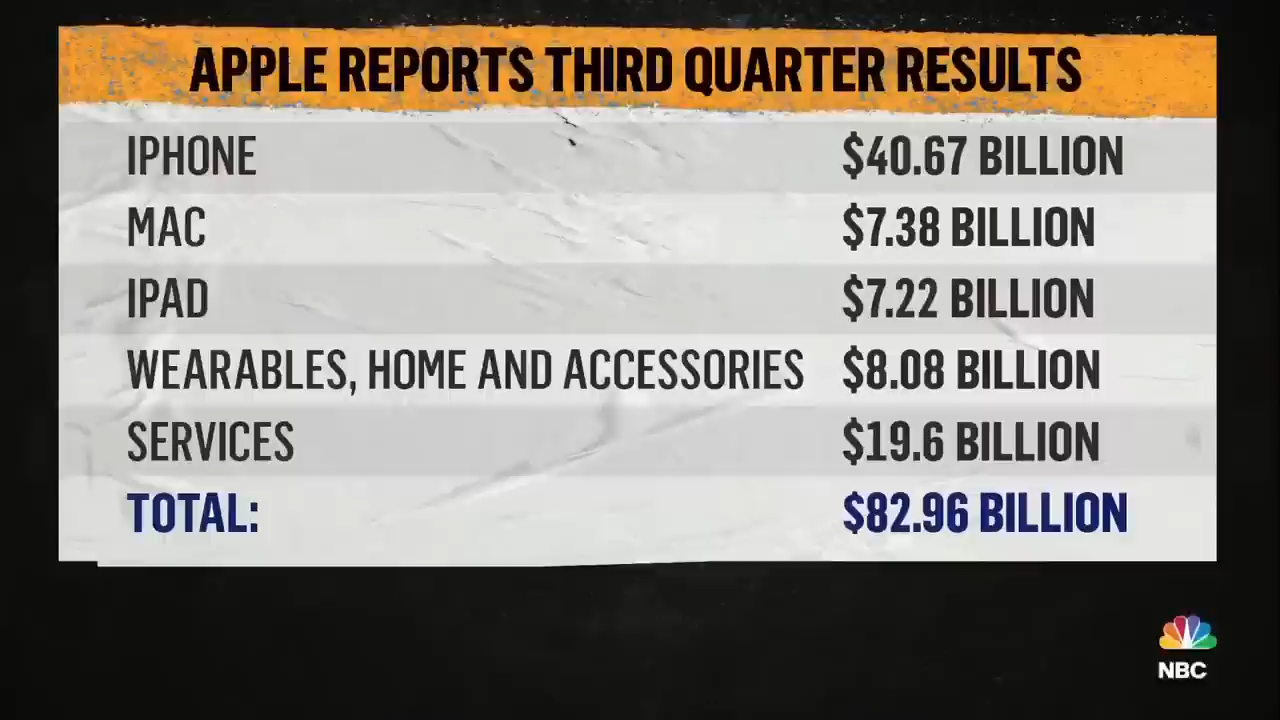 APPLE REPORTS THIRD QUARTER RESULTS
IPHONE $40.67 BILLION
MAC $7.38 BILLION
IPAD $7.22 BILLION
WEARABLES, HOME AND ACCESSORIES $8.08 BILLION
SERVICES $19.6 BILLION
TOTAL: $82.96 BILLION
NBC